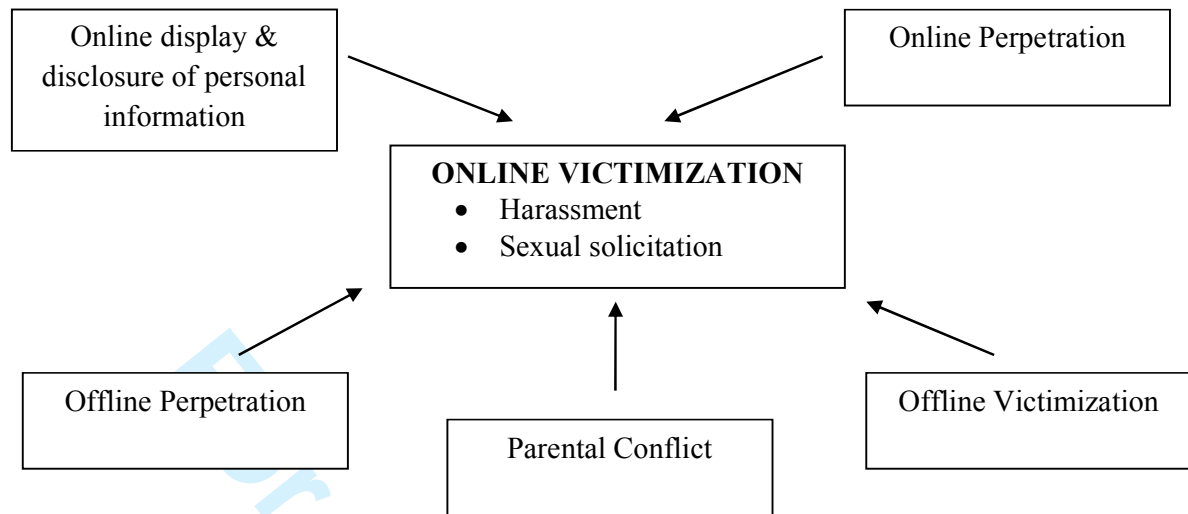 Online display &
disclosure of personal
information
Online Perpetration
ONLINE VICTIMIZATION
• Harassment
• Sexual solicitation
Offline Perpetration
Parental Conflict
Offline Victimization
For